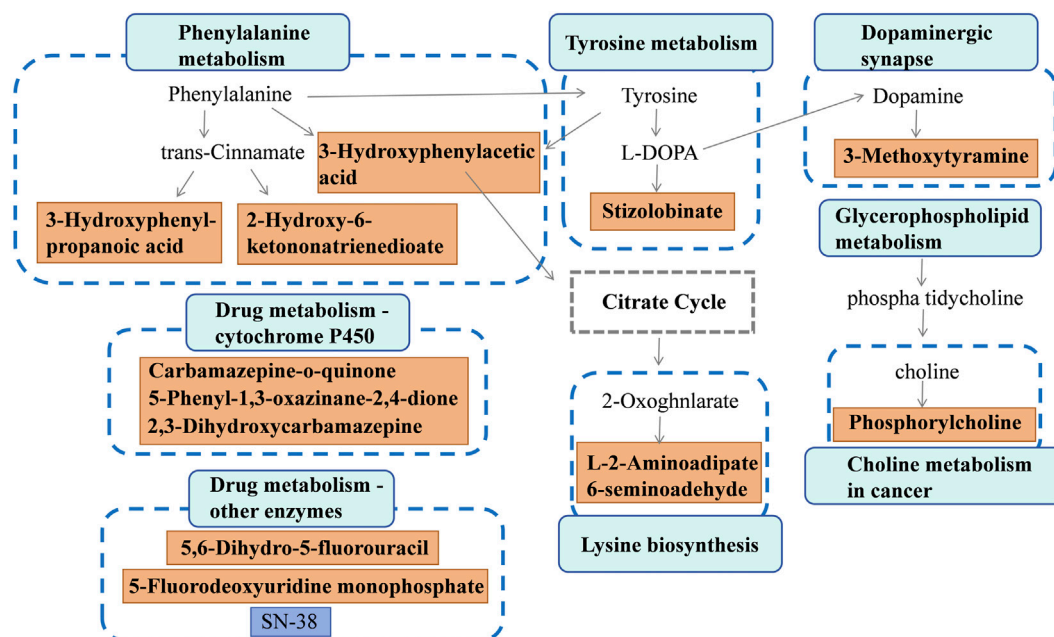 Phenylalanine
metabolism
Phenylalanine
trans-Cinnamate
3-Hydroxyphenylacetic
acid
3-Hydroxyphenyl-
propanoic acid
2-Hydroxy-6-
ketononatrienedioate
Tyrosine metabolism
Tyrosine
L-DOPA
Stizolobinate
Dopaminergic
synapse
Dopamine
3-Methoxytyramine
Glycerophospholipid
metabolism
phospha tidycholine
choline
Phosphorylcholine
Choline metabolism
in cancer
Citrate Cycle
2-Oxoghnlarate
L-2-Aminoadipate
6-seminoadehyde
Lysine biosynthesis
Drug metabolism -
cytochrome P450
Carbamazepine-o-quinone
5-Phenyl-1,3-oxazinane-2,4-dione
2,3-Dihydroxycarbamazepine
Drug metabolism -
other enzymes
5,6-Dihydro-5-fluorouracil
5-Fluorodeoxyuridine monophosphate
SN-38